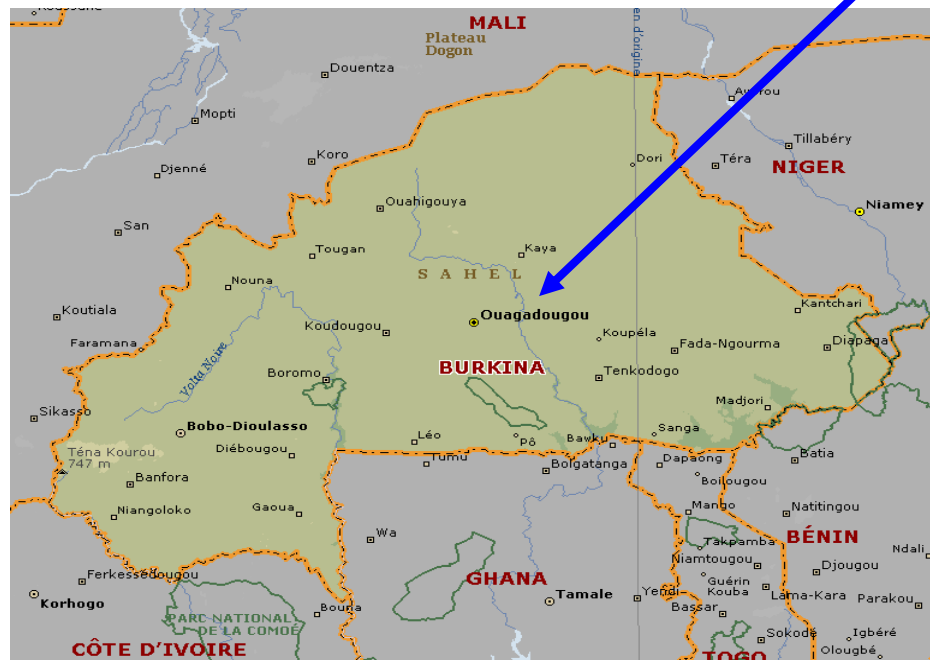 MALI
Plateau
Dogon
Douentza
Mopti
Koro
Djenné
San
Dori
Téra
Tillabéry
NIGER
Niamey
Ouahigouya
Tougan
Kaya
Nouna
SAHEL
Kantchari
Koutiala
Ouagadougou
Koudougou
Koupéla
Faramana
Fada-Ngourma
Diapaga
Volta Noire
BURKINA
Boromo
Tenkodogo
Madjori
Sikasso
Bobo-Dioulasso
Léo
Pô
Bawku
Sanga
Téna Kourou
747 m
Diébougou
Tumu
Bolgatanga
Dapaong
Batia
Banfora
Boilougou
Niangoloko
Gaoua
Mango
Natitingou
Wa
BÉNIN
Takpamba
Ndali
Niamtougou
Djougou
Ferkessédougou
GHANA
Guérin
Kouba
Korhogo
Tamale
Yendi
Lama-Kara
Parakou
Bouna
Bassar
PARC NATIONAL
DE LA COMOÉ
Sokodé
Igbéré
CÔTE D'IVOIRE
TOGO
Olougbé